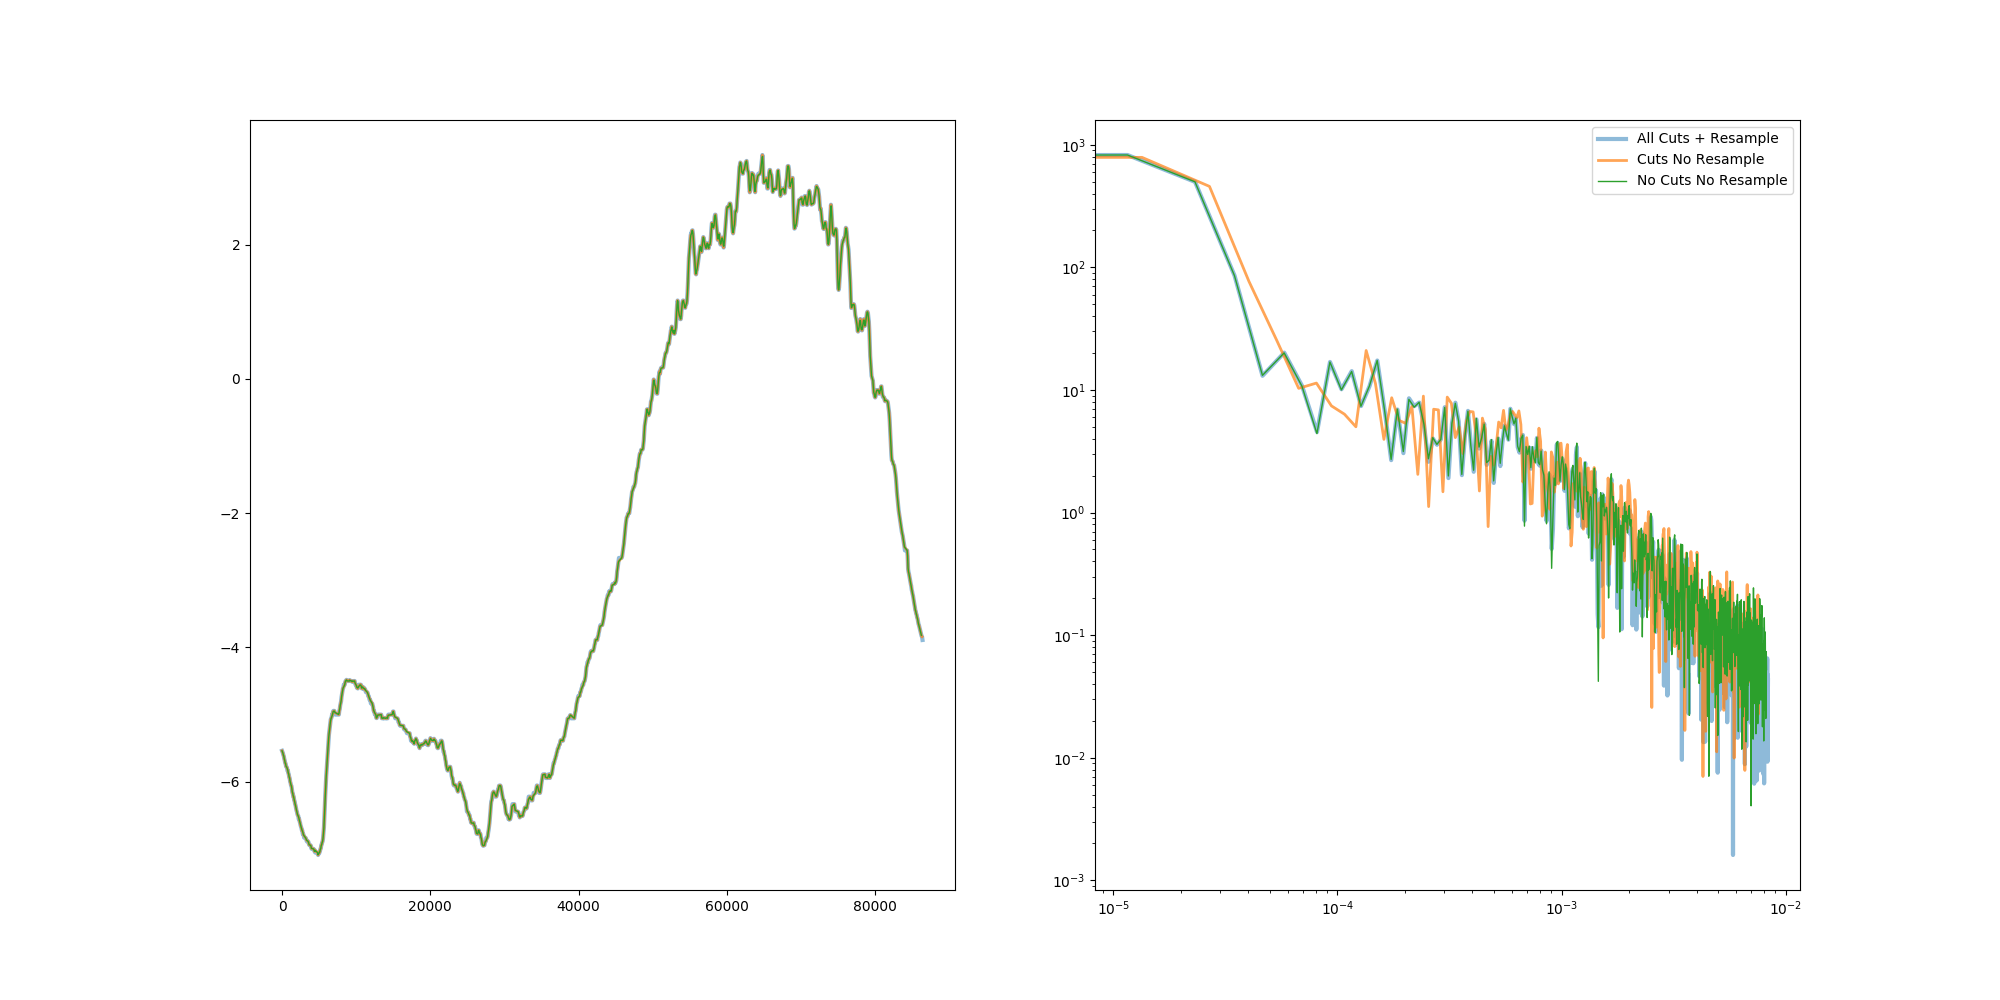 2
0
−2
−4
−6
0 20000 40000 60000 80000
10³
10²
10¹
10⁰
10⁻¹
10⁻²
10⁻³
10⁻⁵ 10⁻⁴ 10⁻³ 10⁻²
All Cuts + Resample
Cuts No Resample
No Cuts No Resample